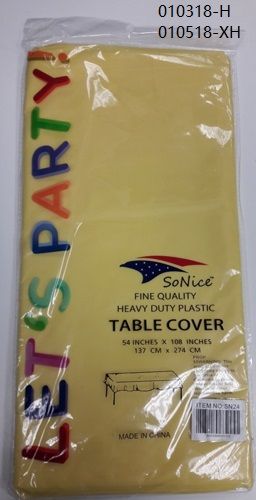 010318-H
010518-XH
LET'S PARTY!
SoNice
FINE QUALITY
HEAVY DUTY PLASTIC
TABLE COVER
54 INCHES X 108 INCHES
137 CM X 274 CM
MADE IN CHINA
ITEM NO: SN24